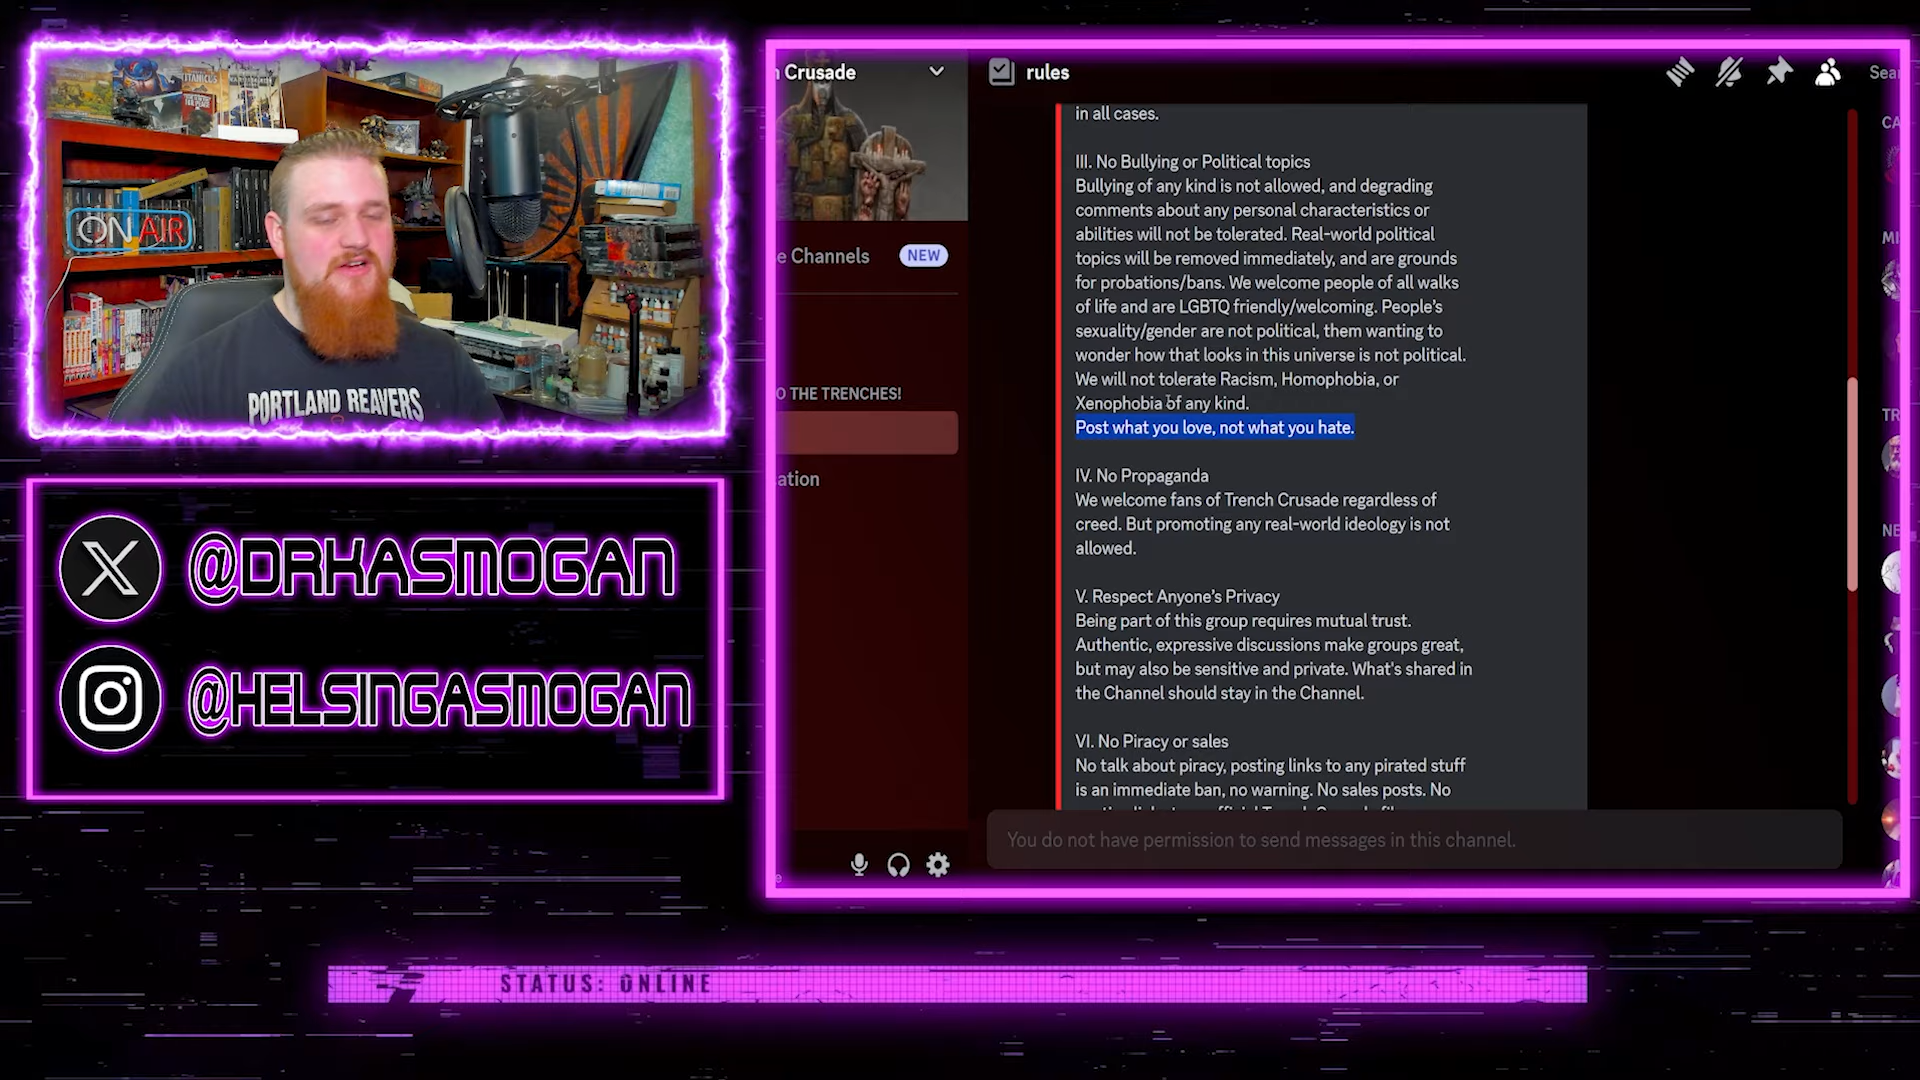 TITANICUS
ON AIR
PORTLAND REAVERS
@DRKASMOGAN
@HELSINGASMOGAN
STATUS: ONLINE
Crusade
Channels
NEW
O THE TRENCHES!
ation
rules
Sea
in all cases.
III. No Bullying or Political topics
Bullying of any kind is not allowed, and degrading
comments about any personal characteristics or
abilities will not be tolerated. Real-world political
topics will be removed immediately, and are grounds
for probations/bans. We welcome people of all walks
of life and are LGBTQ friendly/welcoming. People's
sexuality/gender are not political, them wanting to
wonder how that looks in this universe is not political.
We will not tolerate Racism, Homophobia, or
Xenophobia of any kind.
Post what you love, not what you hate.
IV. No Propaganda
We welcome fans of Trench Crusade regardless of
creed. But promoting any real-world ideology is not
allowed.
V. Respect Anyone's Privacy
Being part of this group requires mutual trust.
Authentic, expressive discussions make groups great,
but may also be sensitive and private. What's shared in
the Channel should stay in the Channel.
VI. No Piracy or sales
No talk about piracy, posting links to any pirated stuff
is an immediate ban, no warning. No sales posts. No
You do not have permission to send messages in this channel.
CA
MI
TR
NE